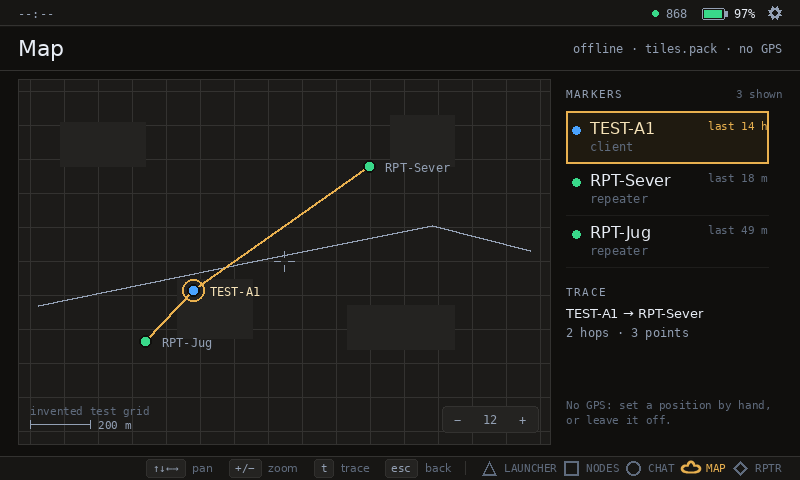 --:-- 868 97%
Map offline · tiles.pack · no GPS
MARKERS 3 shown
TEST-A1 last 14 h
client
RPT-Sever last 18 m
repeater
RPT-Jug last 49 m
repeater
TRACE
TEST-A1 → RPT-Sever
2 hops · 3 points
No GPS: set a position by hand,
or leave it off.
RPT-Sever
TEST-A1
RPT-Jug
invented test grid
200 m
− 12 +
↑↓←→ pan +/− zoom t trace esc back LAUNCHER NODES CHAT MAP RPTR